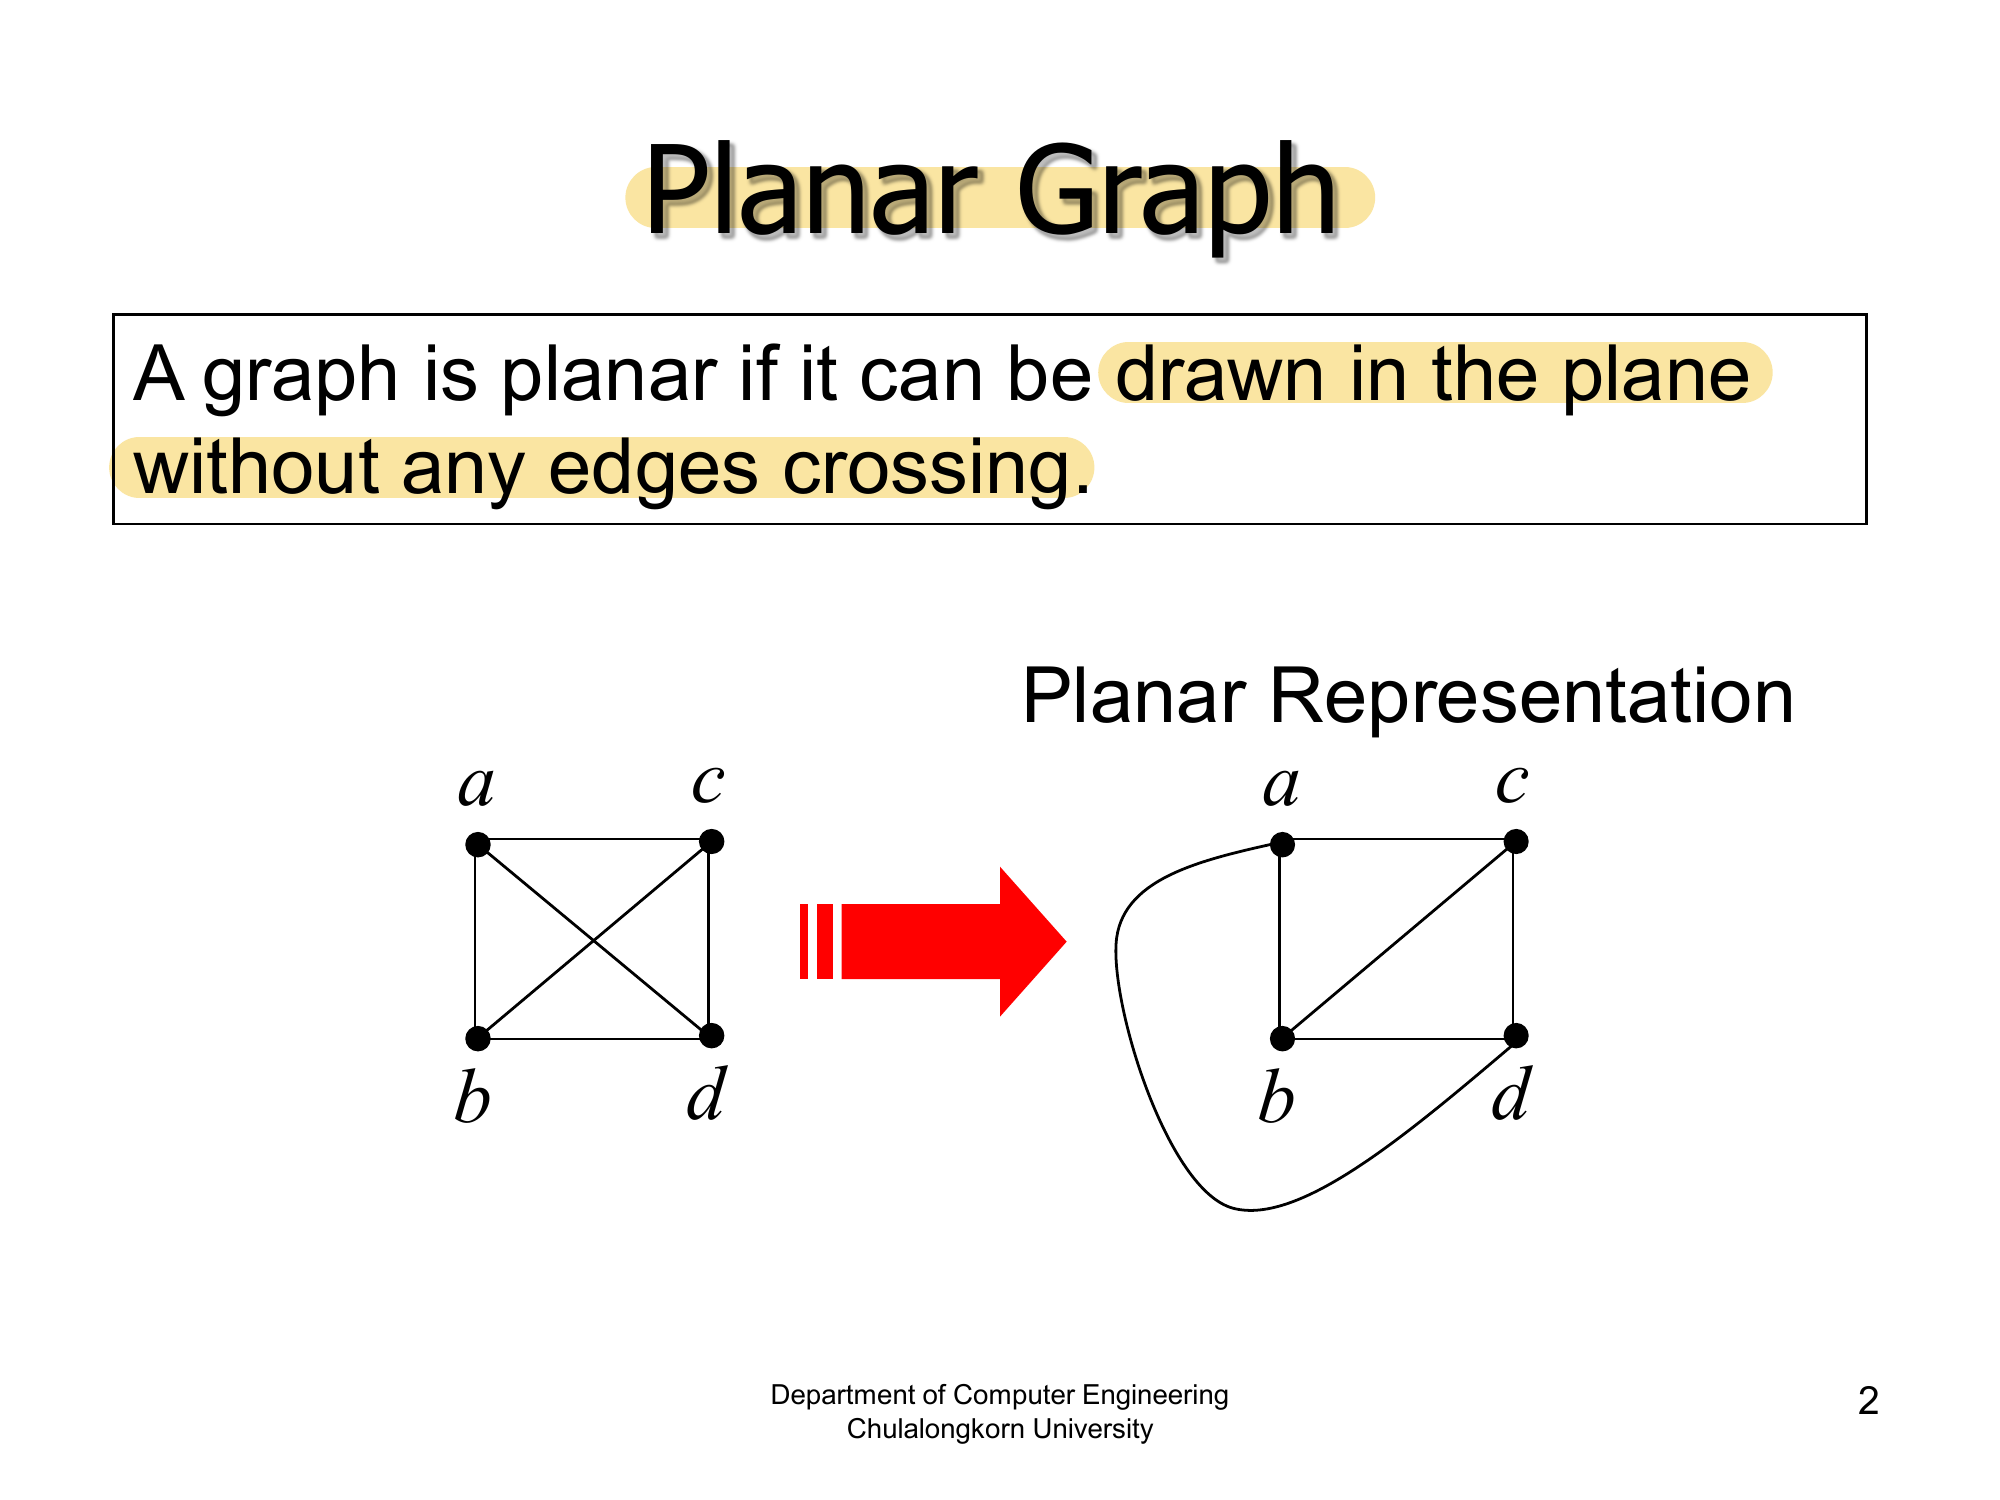 Planar Graph
A graph is planar if it can be drawn in the plane
without any edges crossing.
Planar Representation
a c a c
b d b d
Department of Computer Engineering
Chulalongkorn University
2